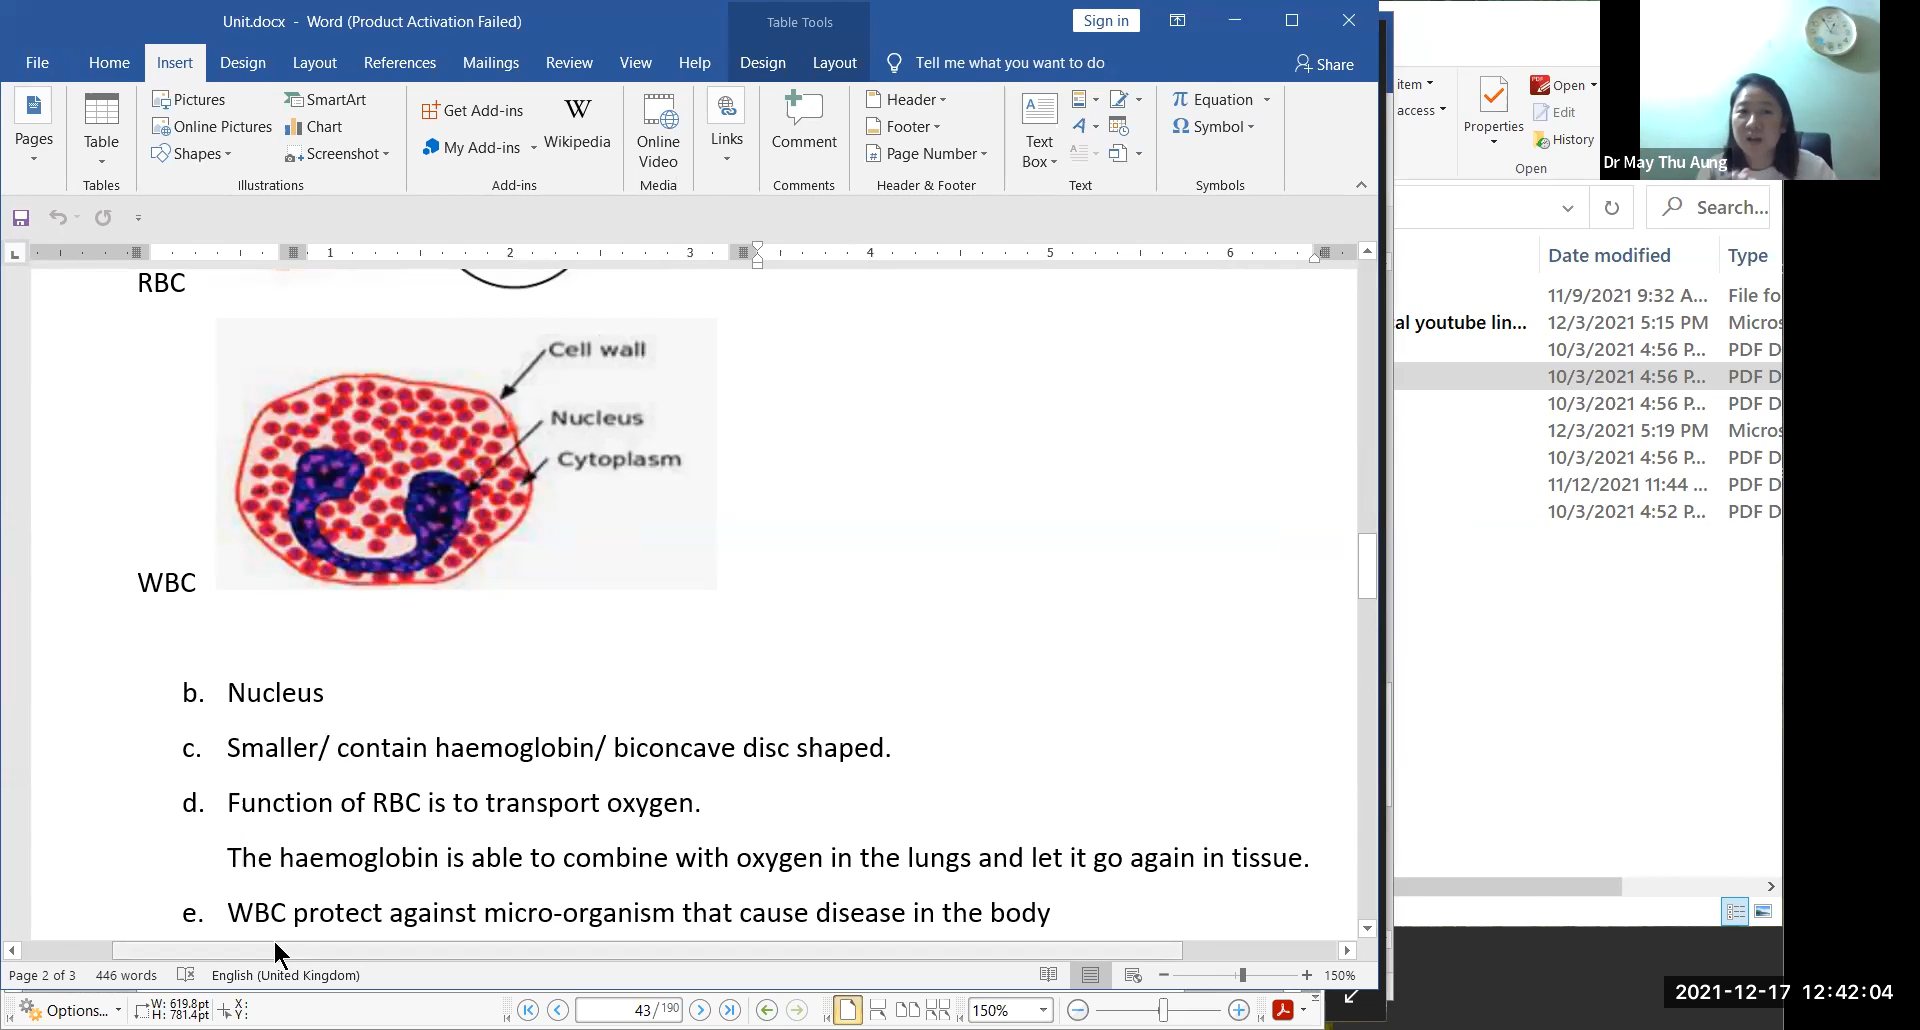 Unit.docx - Word (Product Activation Failed)
Table Tools
Sign in
File Home Insert Design Layout References Mailings Review View Help Design Layout Tell me what you want to do Share
Pages
Table
Tables
Pictures
Online Pictures
Shapes
SmartArt
Chart
Screenshot
Illustrations
Get Add-ins
My Add-ins
W
Wikipedia
Add-ins
Online
Video
Media
Links
Comment
Comments
Header
Footer
Page Number
Header & Footer
Text
Box
Text
π Equation
Ω Symbol
Symbols
item
access
Properties
Open
Edit
History
Open
Dr May Thu Aung
Search...
1 2 3 4 5 6
Date modified Type
11/9/2021 9:32 A... File fo
al youtube lin... 12/3/2021 5:15 PM Micros
10/3/2021 4:56 P... PDF D
10/3/2021 4:56 P... PDF D
10/3/2021 4:56 P... PDF D
12/3/2021 5:19 PM Micros
10/3/2021 4:56 P... PDF D
11/12/2021 11:44 ... PDF D
10/3/2021 4:52 P... PDF D
RBC
Cell wall
Nucleus
Cytoplasm
WBC
b. Nucleus
c. Smaller/ contain haemoglobin/ biconcave disc shaped.
d. Function of RBC is to transport oxygen.
The haemoglobin is able to combine with oxygen in the lungs and let it go again in tissue.
e. WBC protect against micro-organism that cause disease in the body
Page 2 of 3 446 words English (United Kingdom) 150%
Options... W: 619.8pt X:
H: 781.4pt Y:
43/190 150%
2021-12-17 12:42:04